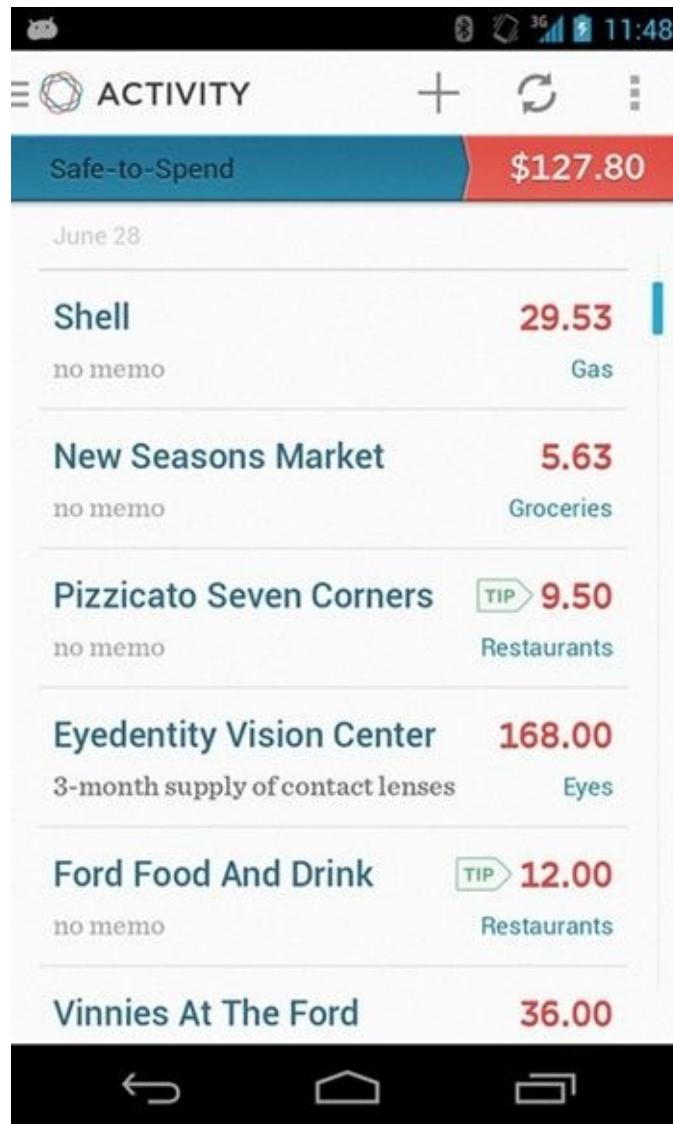 3G 11:48
ACTIVITY
Safe-to-Spend $127.80
June 28
Shell 29.53
no memo Gas
New Seasons Market 5.63
no memo Groceries
Pizzicato Seven Corners TIP 9.50
no memo Restaurants
Eyedentity Vision Center 168.00
3-month supply of contact lenses Eyes
Ford Food And Drink TIP 12.00
no memo Restaurants
Vinnies At The Ford 36.00